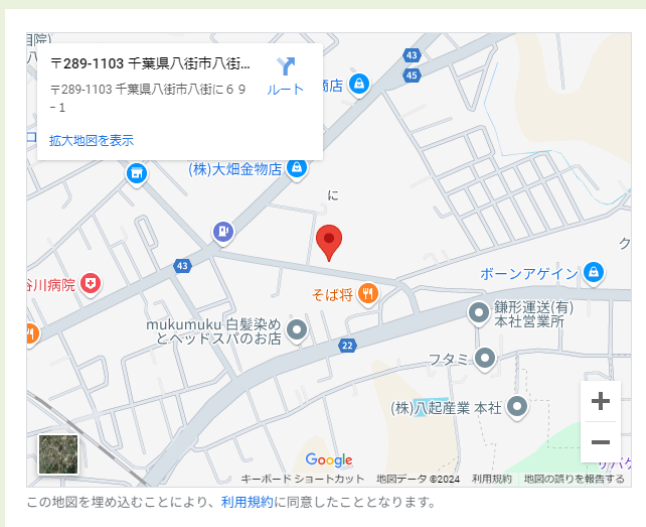 〒289-1103 千葉県八街市八街...
〒289-1103 千葉県八街市八街に６９
-１
ルート
拡大地図を表示
43
45
商店
(株)大畑金物店
に
43
川病院
そば将
ボーンアゲイン
mukumuku 白髪染め
とヘッドスパのお店
鎌形運送(有)
本社営業所
22
フタミ
(株)八起産業 本社
+
−
Google
キーボード ショートカット 地図データ ©2024 利用規約 地図の誤りを報告する
この地図を埋め込むことにより、利用規約に同意したこととなります。